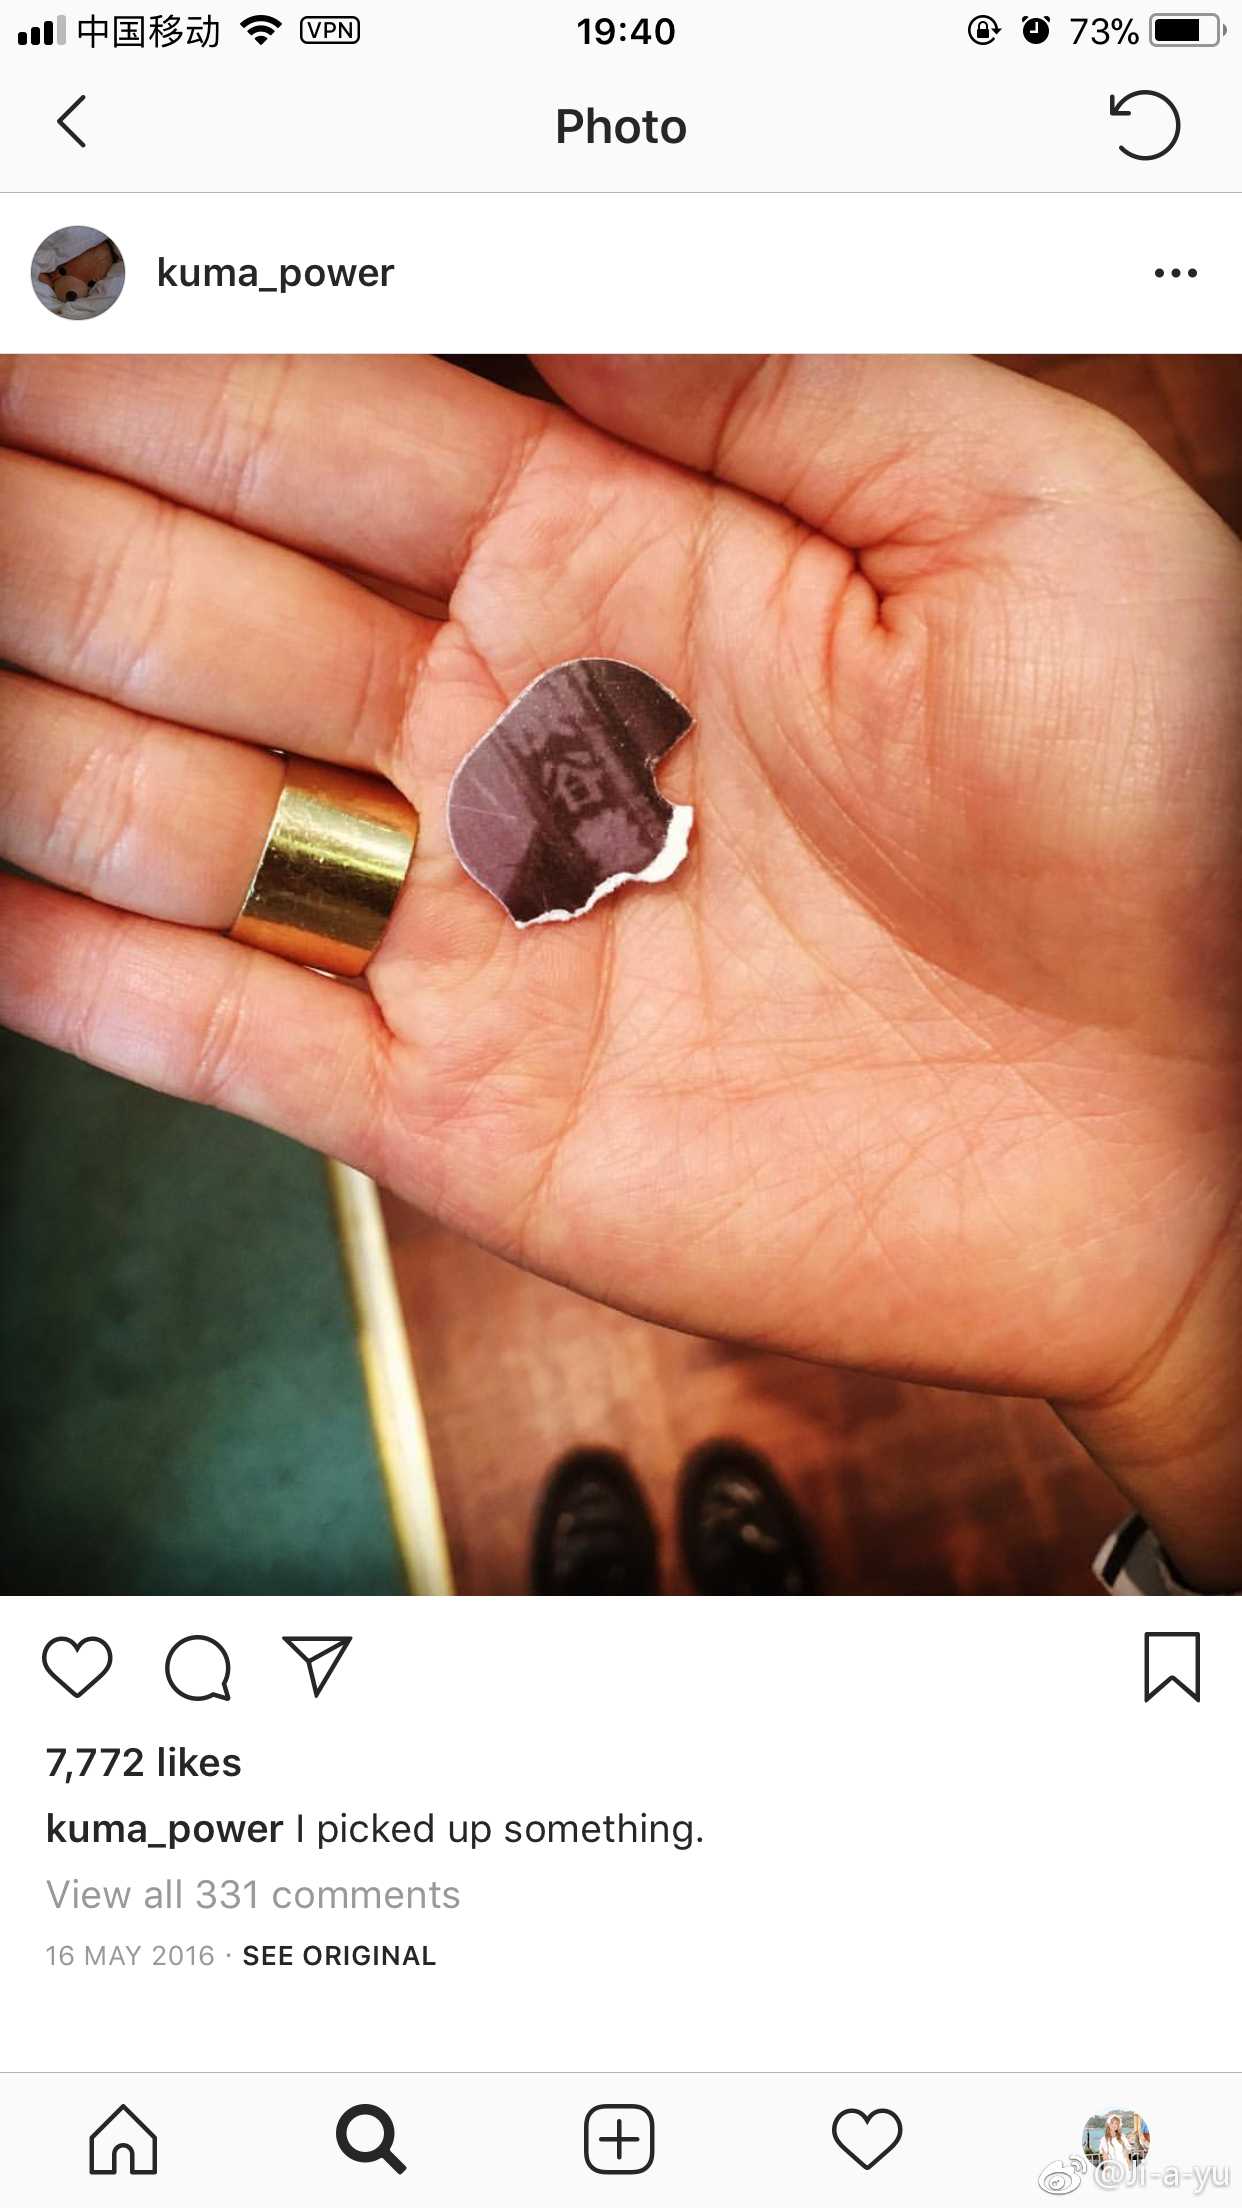 中国移动 VPN 19:40 73%
Photo
kuma_power
谷
7,772 likes
kuma_power I picked up something.
View all 331 comments
16 MAY 2016 · SEE ORIGINAL
@Ji-a-yu